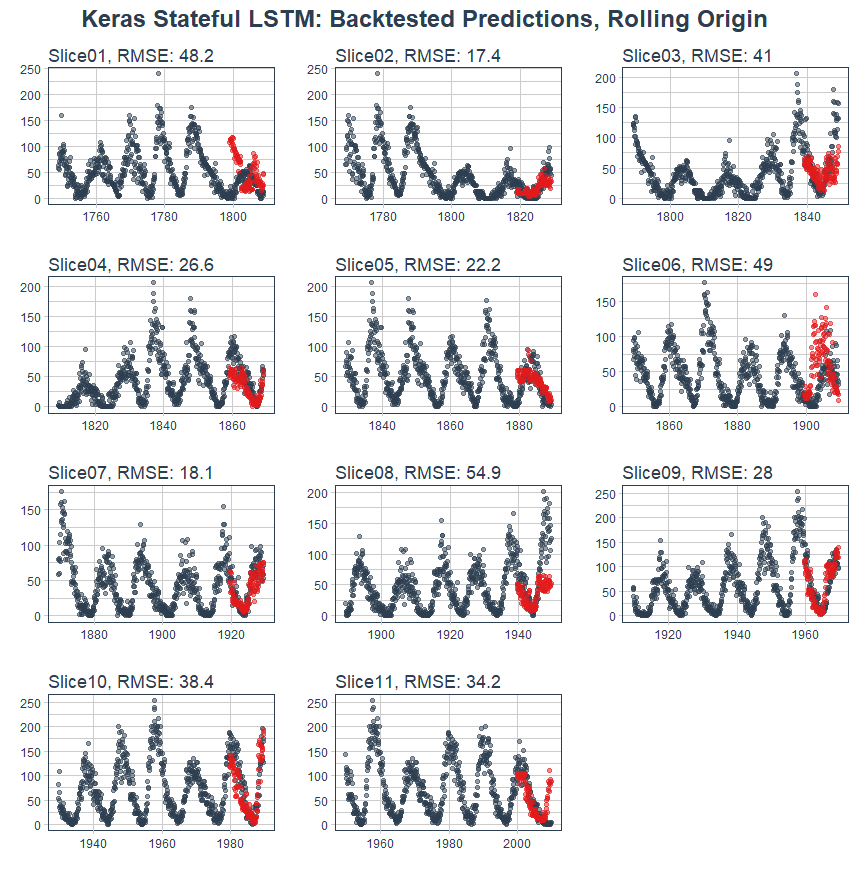 Keras Stateful LSTM: Backtested Predictions, Rolling Origin
Slice01, RMSE: 48.2
250
200
150
100
50
0
1760 1780 1800
Slice02, RMSE: 17.4
250
200
150
100
50
0
1780 1800 1820
Slice03, RMSE: 41
200
150
100
50
0
1800 1820 1840
Slice04, RMSE: 26.6
200
150
100
50
0
1820 1840 1860
Slice05, RMSE: 22.2
200
150
100
50
0
1840 1860 1880
Slice06, RMSE: 49
150
100
50
0
1860 1880 1900
Slice07, RMSE: 18.1
150
100
50
0
1880 1900 1920
Slice08, RMSE: 54.9
200
150
100
50
0
1900 1920 1940
Slice09, RMSE: 28
250
200
150
100
50
0
1920 1940 1960
Slice10, RMSE: 38.4
250
200
150
100
50
0
1940 1960 1980
Slice11, RMSE: 34.2
250
200
150
100
50
0
1960 1980 2000